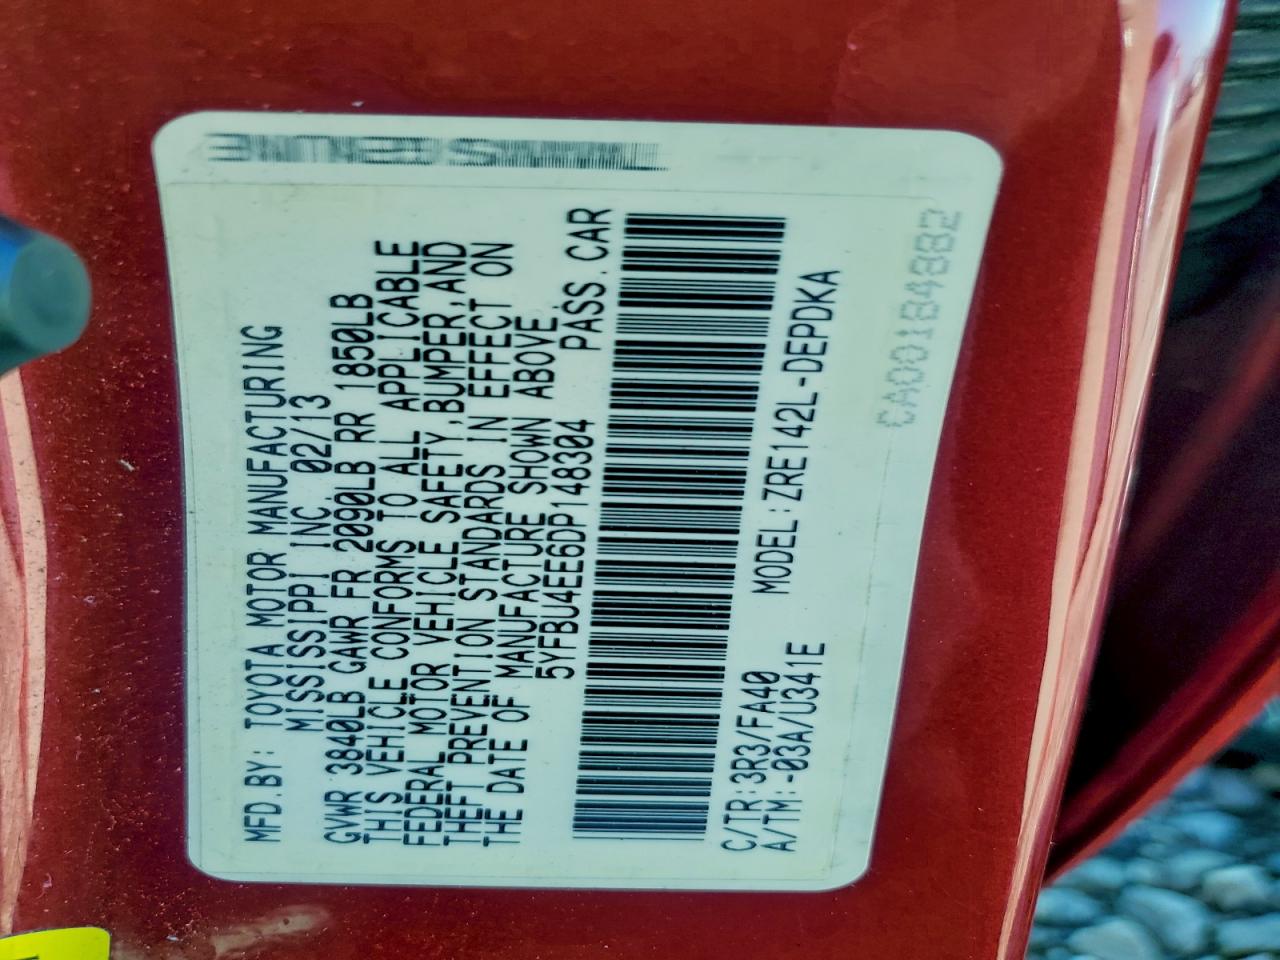 MFD.BY: TOYOTA MOTOR MANUFACTURING
MISSISSIPPI INC. 02/13
GVWR 3840LB GAWR FR 2090LB RR 1850LB
THIS VEHICLE CONFORMS TO ALL APPLICABLE
FEDERAL MOTOR VEHICLE SAFETY,BUMPER,AND
THEFT PREVENTION STANDARDS IN EFFECT ON
THE DATE OF MANUFACTURE SHOWN ABOVE.
5YFBU4EE6DP148304 PASS.CAR
C/TR:3R3/FA40 MODEL:ZRE142L-DEPDKA
A/TM:-03A/U341E
CA00184882